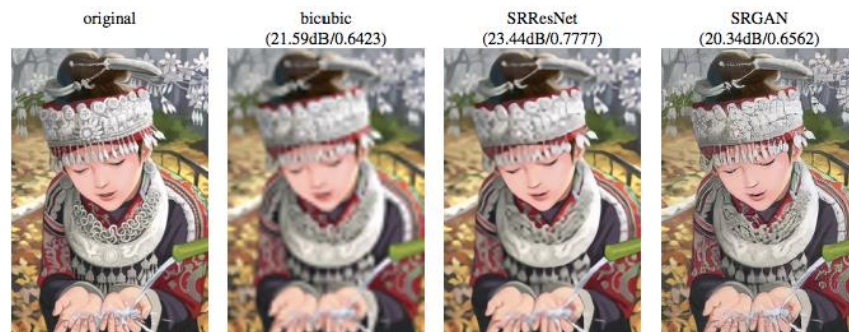 original
bicubic
(21.59dB/0.6423)
SRResNet
(23.44dB/0.7777)
SRGAN
(20.34dB/0.6562)